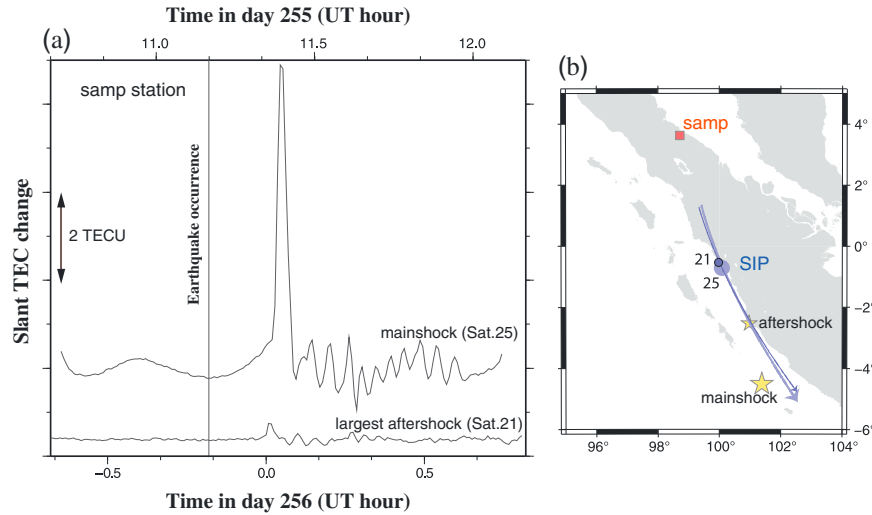 Time in day 255 (UT hour)
(a)
11.0
11.5
12.0
samp station
Earthquake occurrence
Slant TEC change
2 TECU
mainshock (Sat.25)
largest aftershock (Sat.21)
−0.5
0.0
0.5
Time in day 256 (UT hour)
(b)
samp
21
SIP
25
aftershock
mainshock
4°
2°
0°
−2°
−4°
−6°
96°
98°
100°
102°
104°